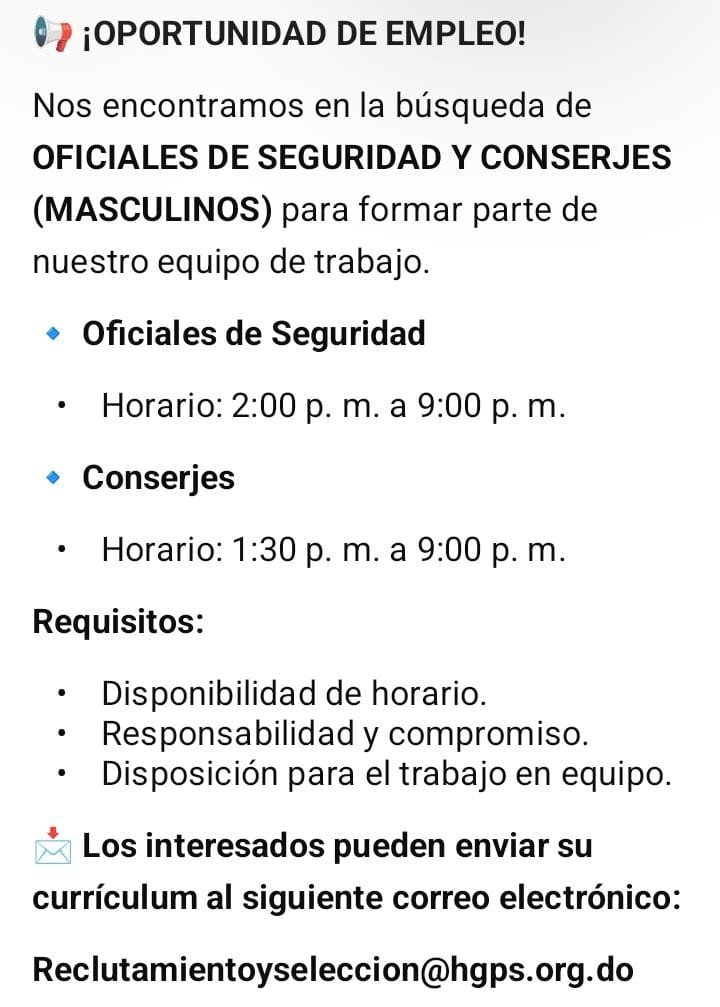 📢 ¡OPORTUNIDAD DE EMPLEO!
Nos encontramos en la búsqueda de
OFICIALES DE SEGURIDAD Y CONSERJES
(MASCULINOS) para formar parte de
nuestro equipo de trabajo.
🔹 Oficiales de Seguridad
• Horario: 2:00 p. m. a 9:00 p. m.
🔹 Conserjes
• Horario: 1:30 p. m. a 9:00 p. m.
Requisitos:
• Disponibilidad de horario.
• Responsabilidad y compromiso.
• Disposición para el trabajo en equipo.
📩 Los interesados pueden enviar su
currículum al siguiente correo electrónico:
Reclutamientoyseleccion@hgps.org.do